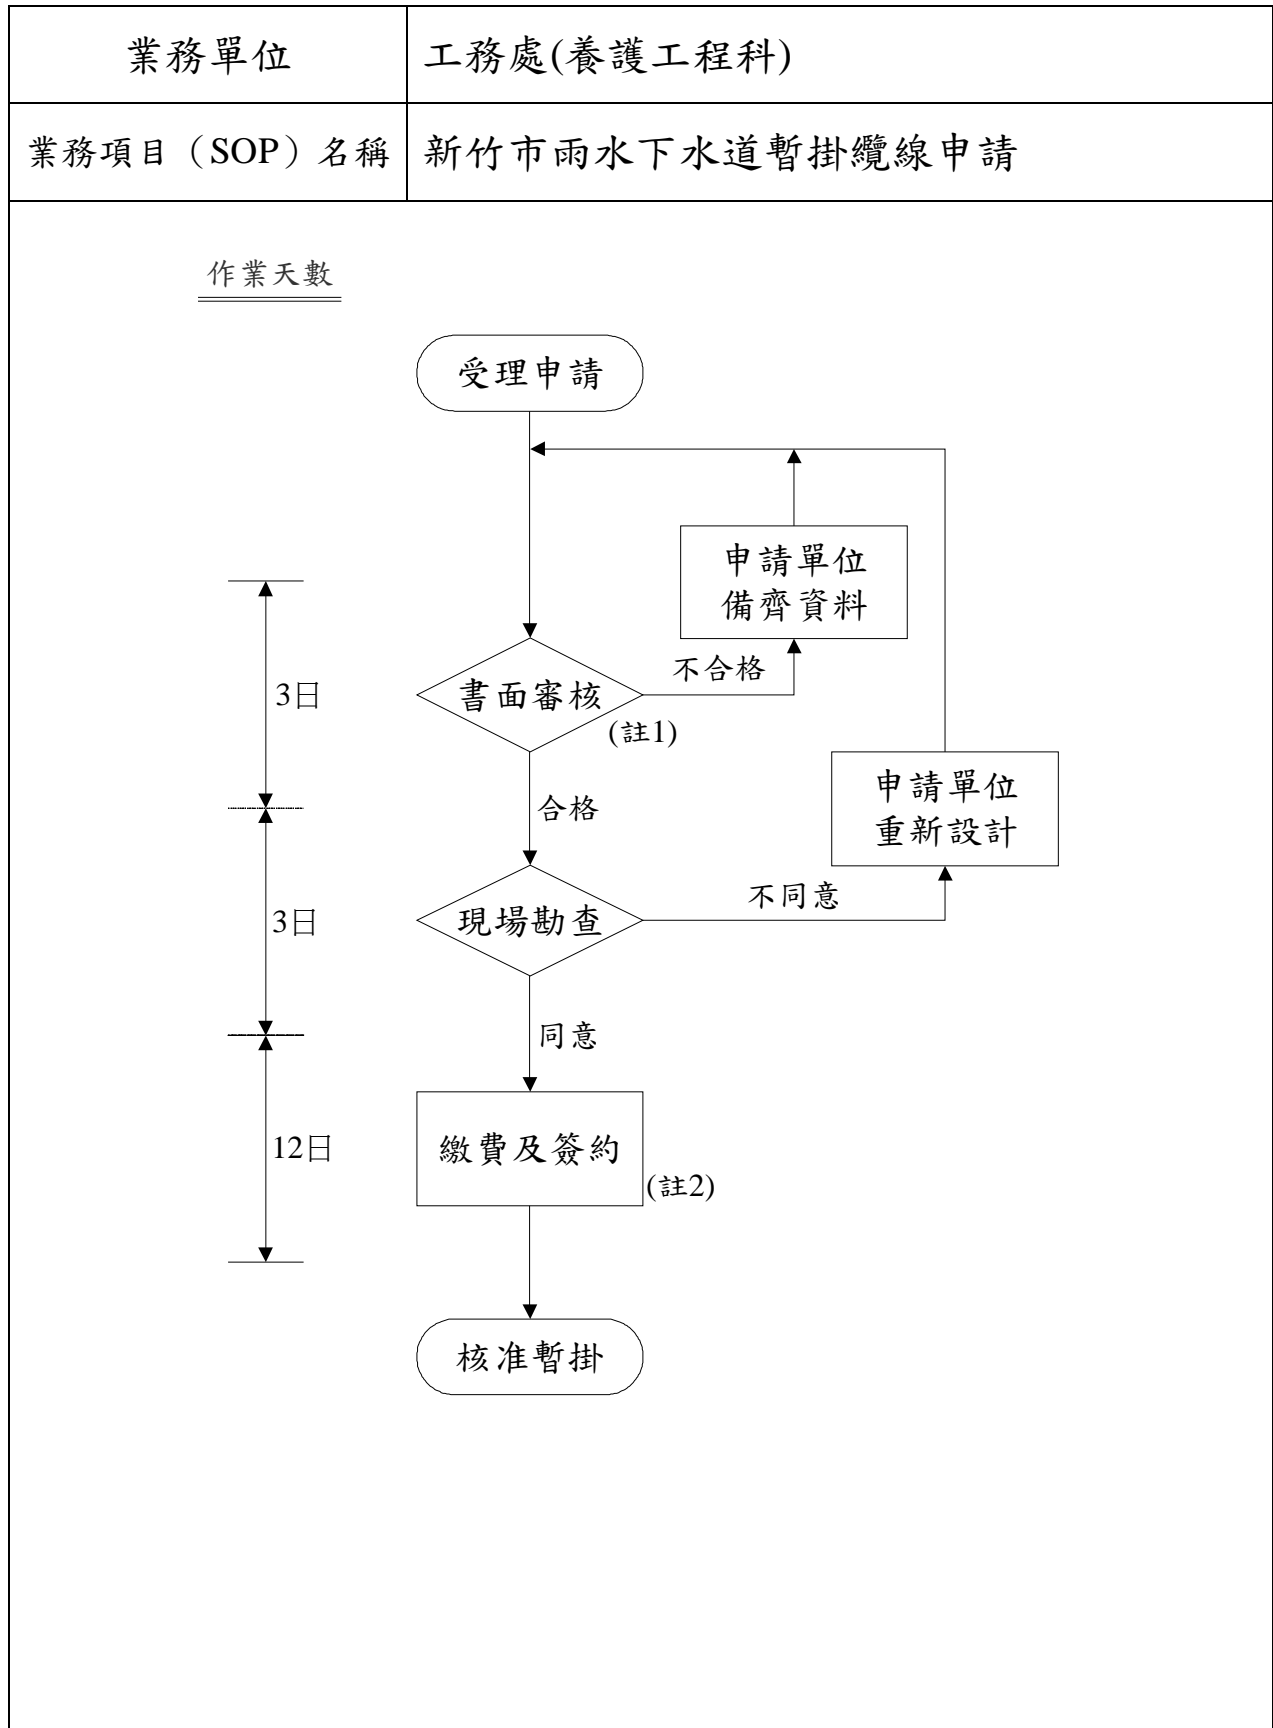 業務單位
工務處(養護工程科)
業務項目（SOP）名稱
新竹市雨水下水道暫掛纜線申請
作業天數
受理申請
申請單位
備齊資料
不合格
3日
書面審核
(註1)
申請單位
重新設計
合格
不同意
3日
現場勘查
同意
12日
繳費及簽約
(註2)
核准暫掛